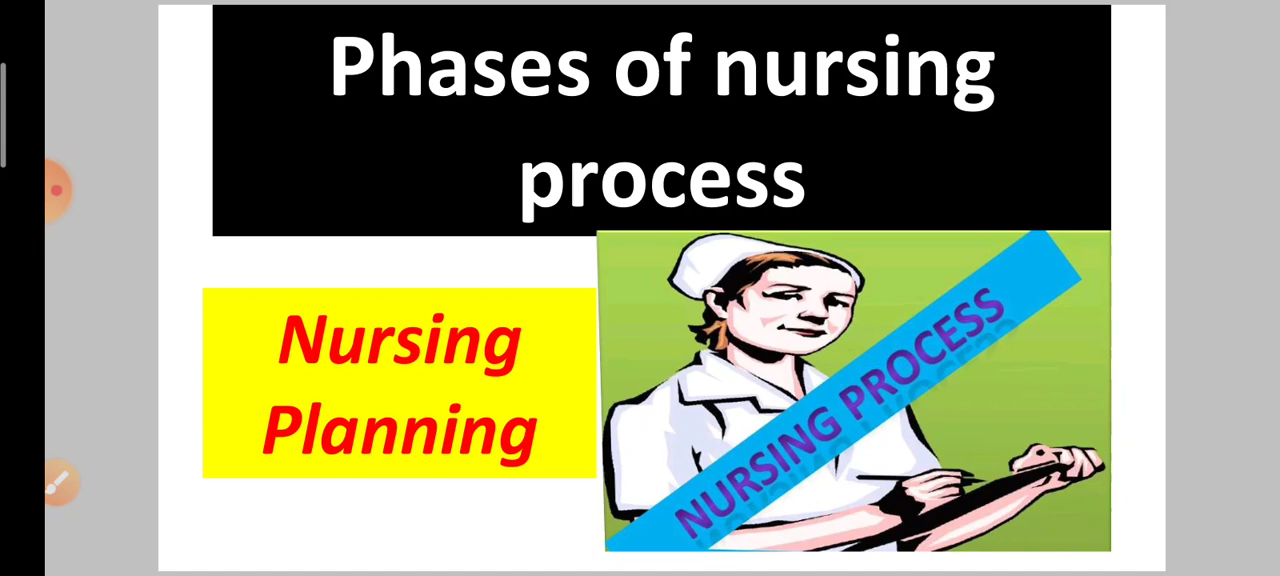 Phases of nursing
process
Nursing
Planning
NURSING PROCESS